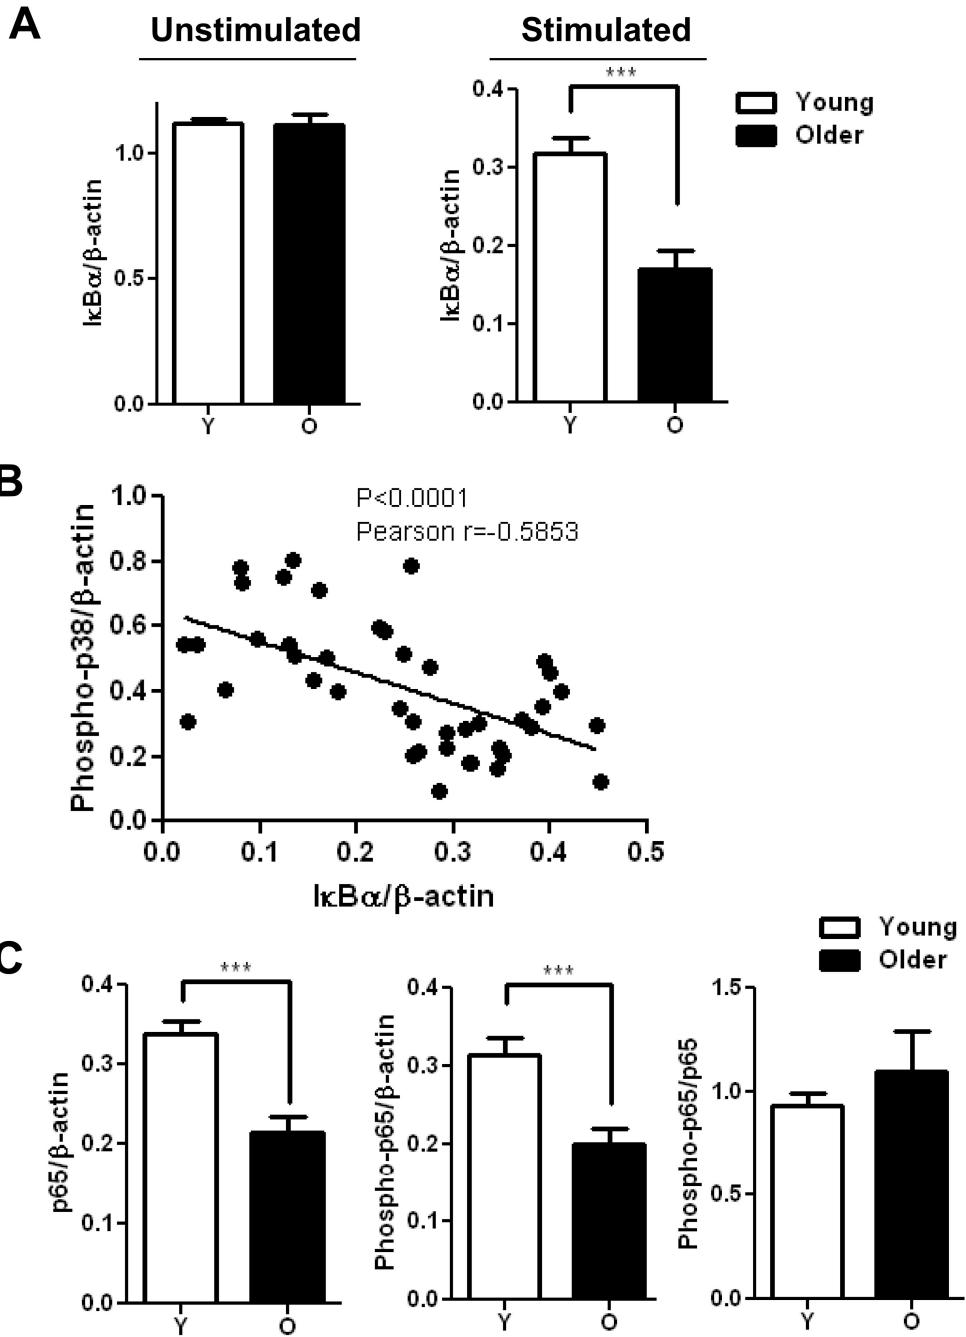 A
Unstimulated
Stimulated
Young
Older
***
IκBα/β-actin
1.0
0.5
0.0
Y
O
IκBα/β-actin
0.4
0.3
0.2
0.1
0.0
Y
O
B
P<0.0001
Pearson r=-0.5853
Phospho-p38/β-actin
1.0
0.8
0.6
0.4
0.2
0.0
0.0
0.1
0.2
0.3
0.4
0.5
IκBα/β-actin
C
Young
Older
***
p65/β-actin
0.4
0.3
0.2
0.1
0.0
Y
O
***
Phospho-p65/β-actin
0.4
0.3
0.2
0.1
0.0
Y
O
Phospho-p65/p65
1.5
1.0
0.5
0.0
Y
O